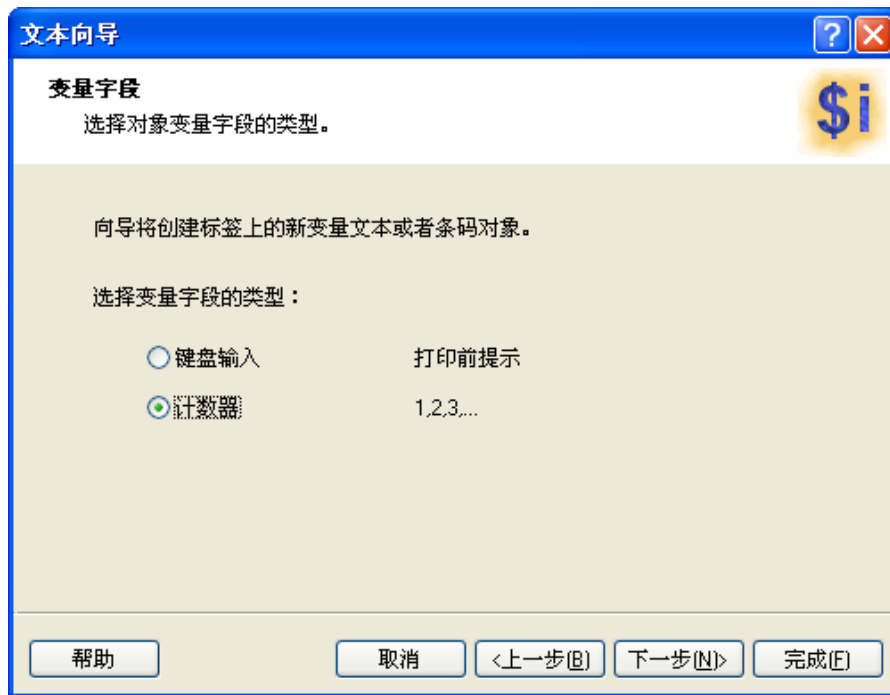 文本向导
变量字段
选择对象变量字段的类型。
$i
向导将创建标签上的新变量文本或者条码对象。
选择变量字段的类型：
键盘输入 打印前提示
计数器 1,2,3,...
帮助 取消 <上一步(B) 下一步(N)> 完成(F)